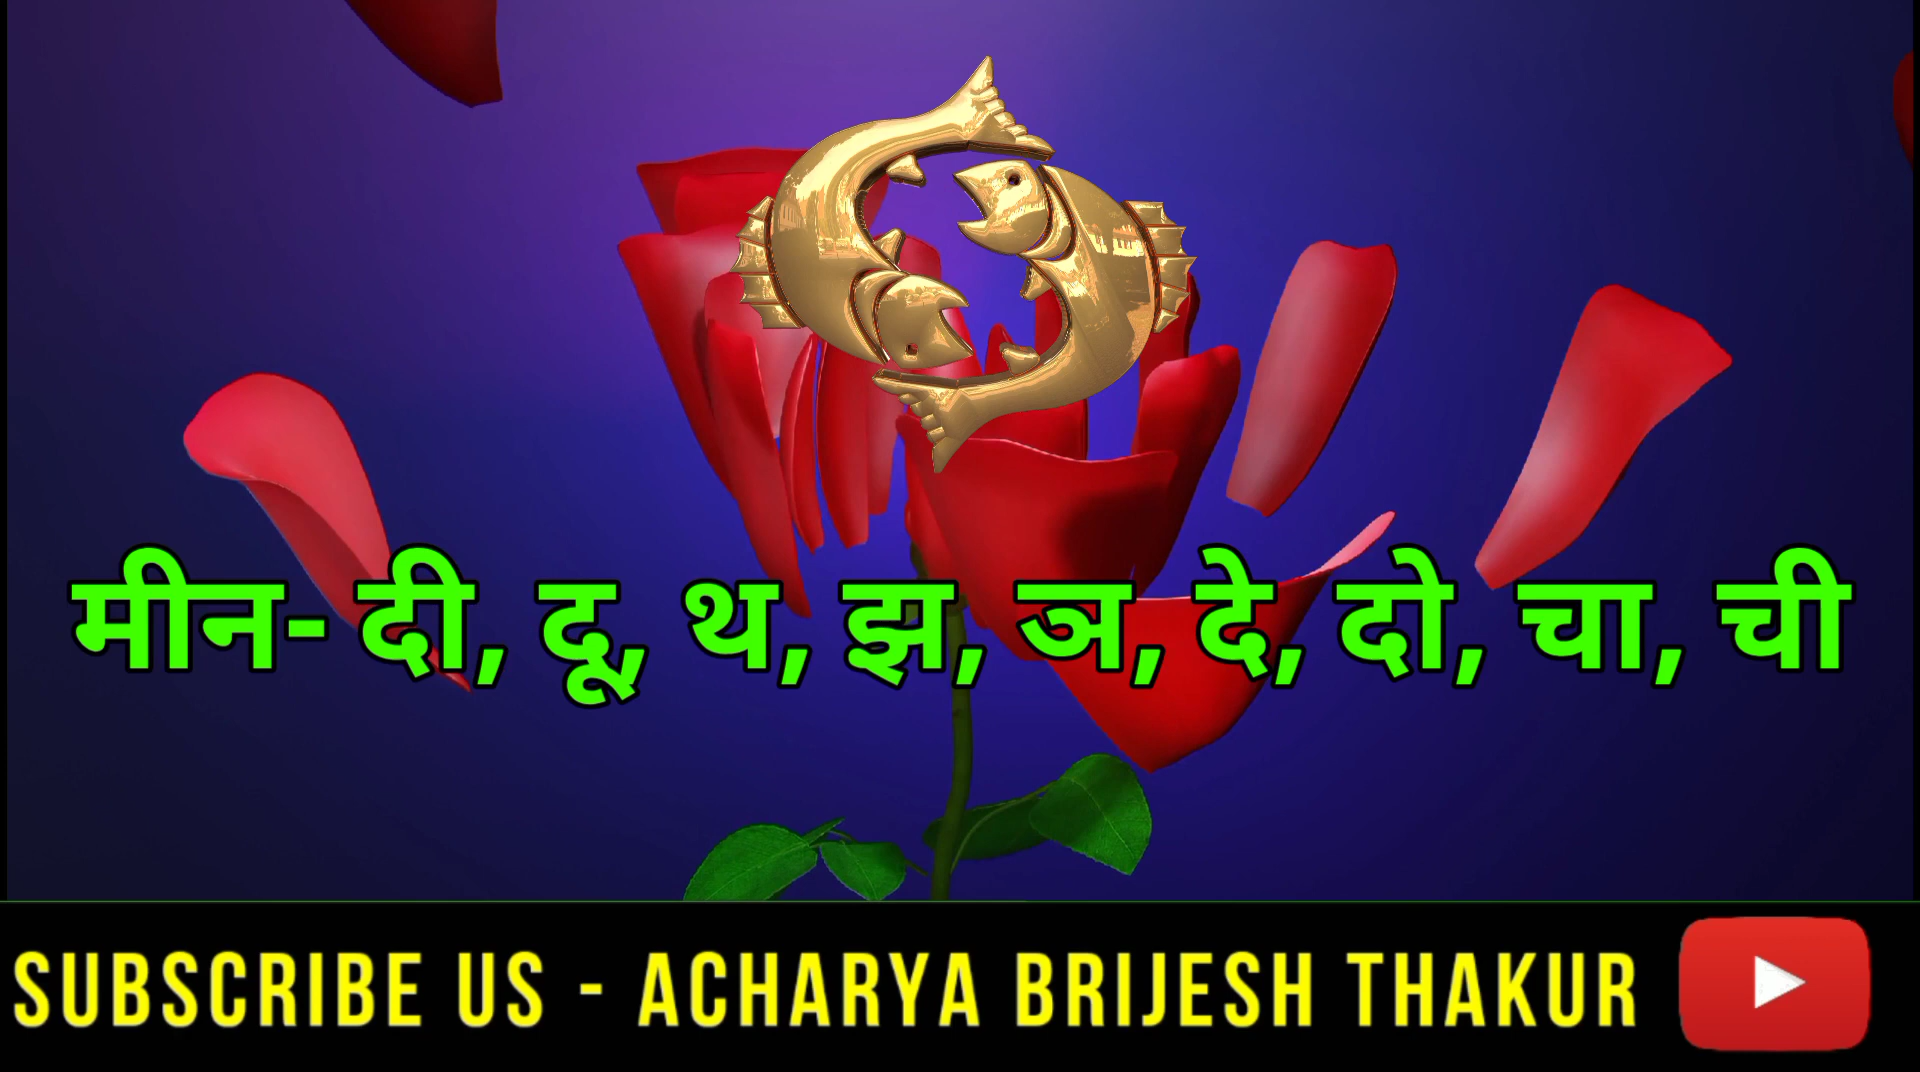 मीन- दी, दू, थ, झ, ञ, दे, दो, चा, ची
SUBSCRIBE US - ACHARYA BRIJESH THAKUR